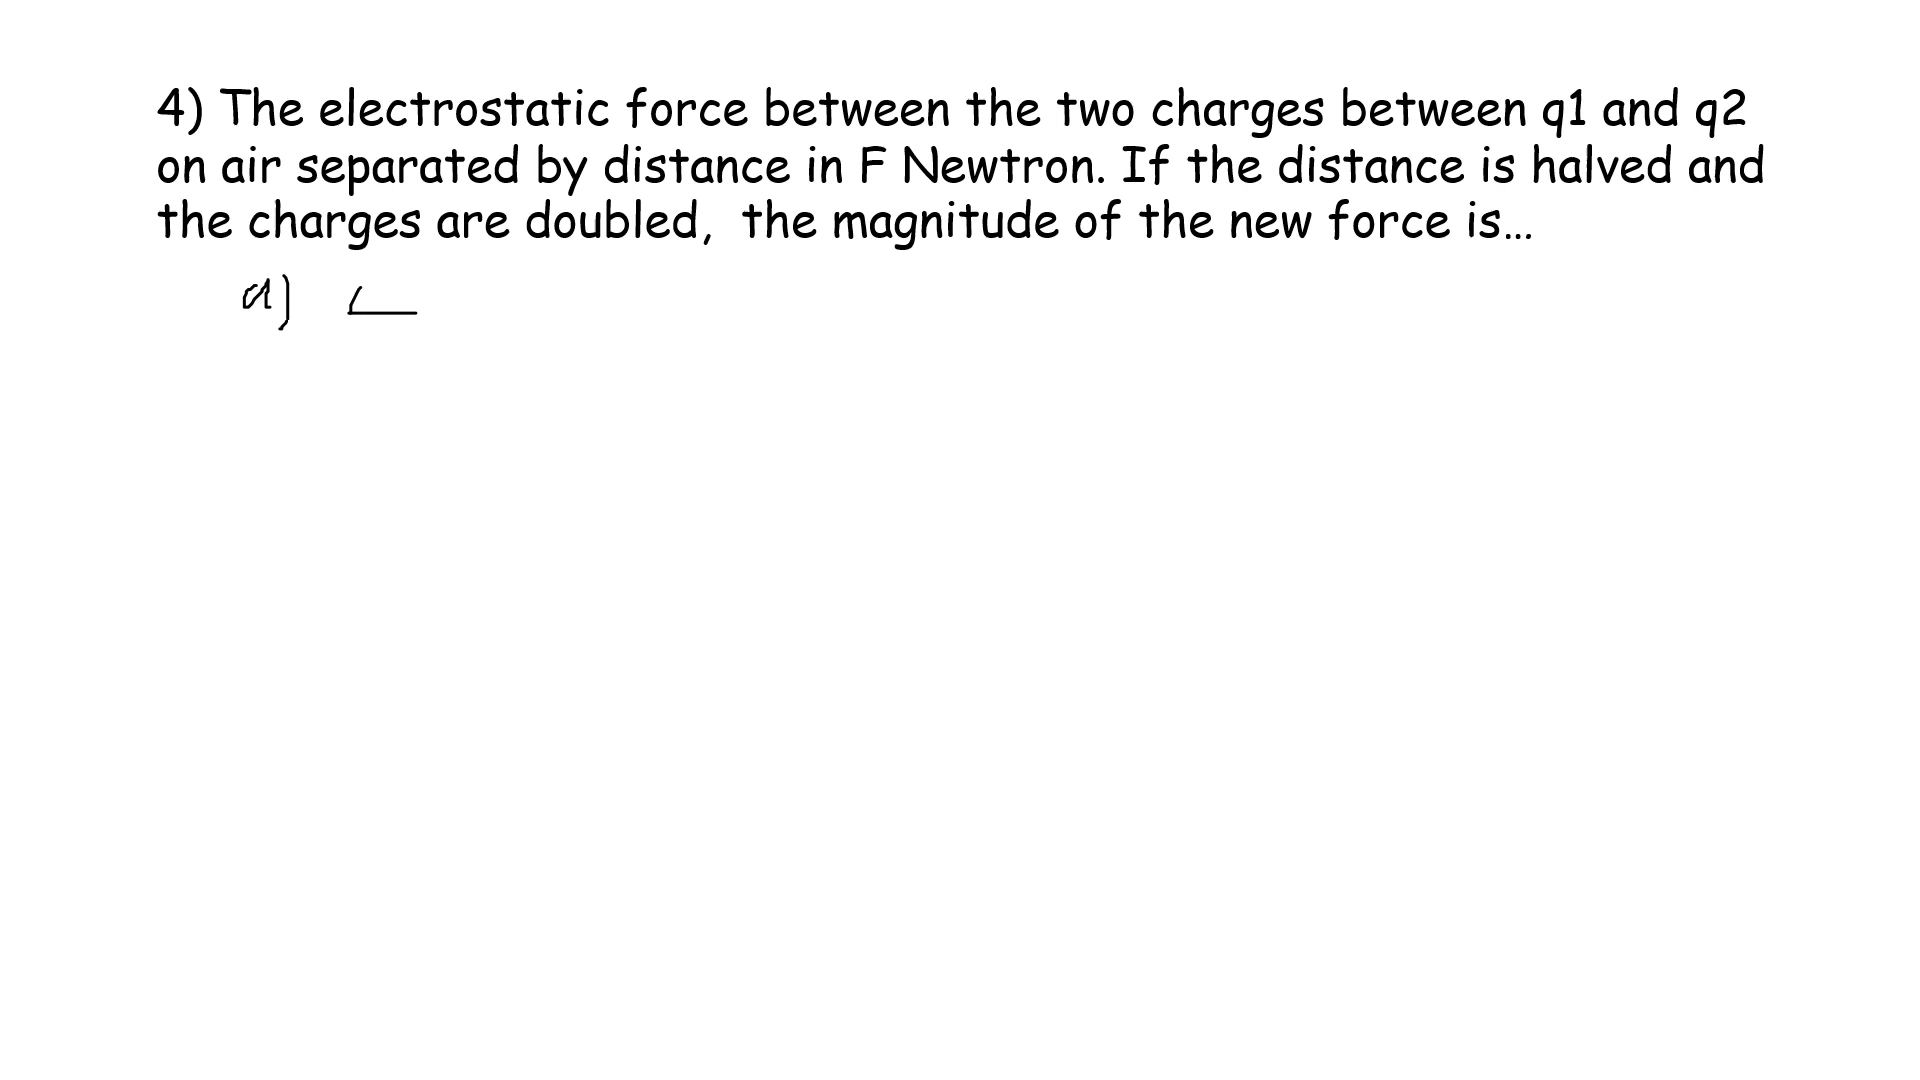 4) The electrostatic force between the two charges between q1 and q2
on air separated by distance in F Newtron. If the distance is halved and
the charges are doubled,  the magnitude of the new force is...
a)